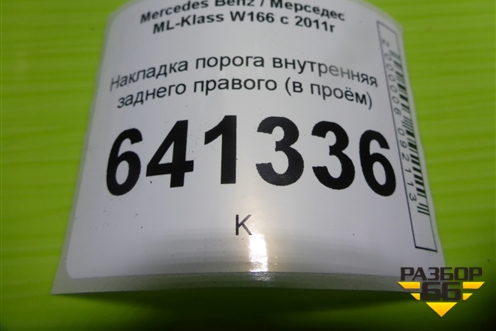 Mercedes Benz / Мерседес
ML-Klass W166 с 2011г
Накладка порога внутренняя
заднего правого (в проём)
641336
К
РАЗБОР
66